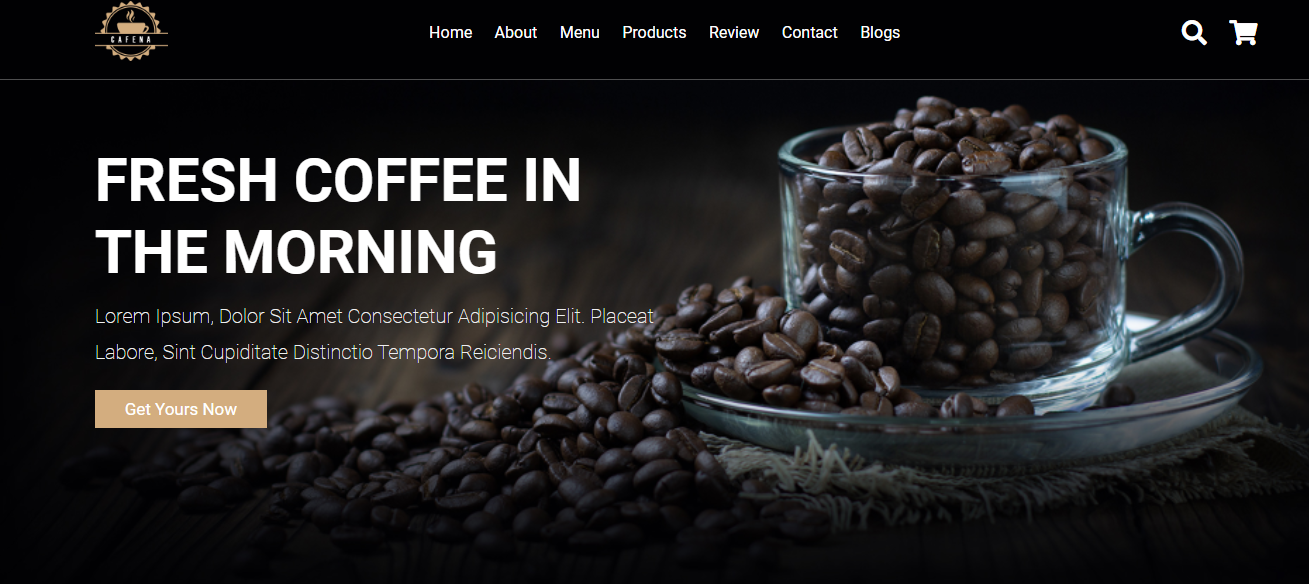 CAFENA
Home About Menu Products Review Contact Blogs
FRESH COFFEE IN
THE MORNING
Lorem Ipsum, Dolor Sit Amet Consectetur Adipisicing Elit. Placeat
Labore, Sint Cupiditate Distinctio Tempora Reiciendis.
Get Yours Now